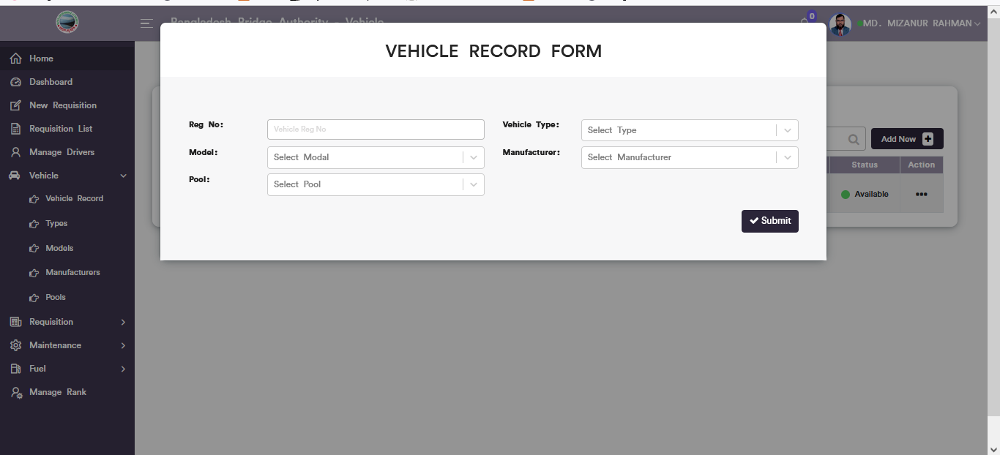 Bangladesh Bridge Authority - Vehicle
0
MD. MIZANUR RAHMAN
Home
Dashboard
New Requisition
Requisition List
Manage Drivers
Vehicle
Vehicle Record
Types
Models
Manufacturers
Pools
Requisition
Maintenance
Fuel
Manage Rank
VEHICLE RECORD FORM
Reg No:
Vehicle Reg No
Vehicle Type:
Select Type
Model:
Select Modal
Manufacturer:
Select Manufacturer
Pool:
Select Pool
Submit
Add New
Status
Action
Available